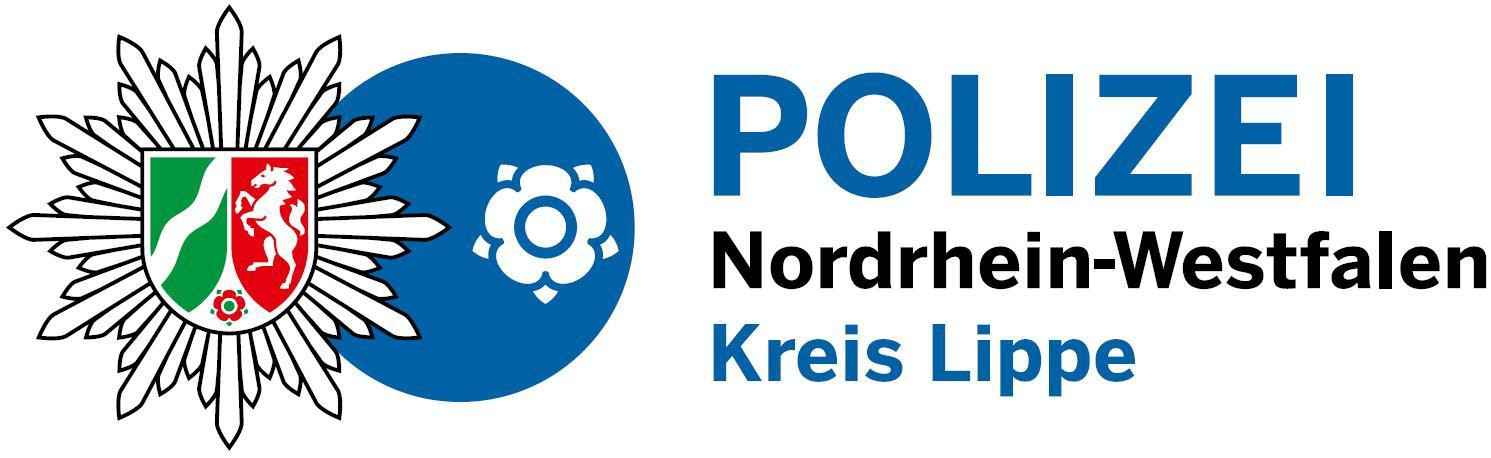 POLIZEI
Nordrhein-Westfalen
Kreis Lippe